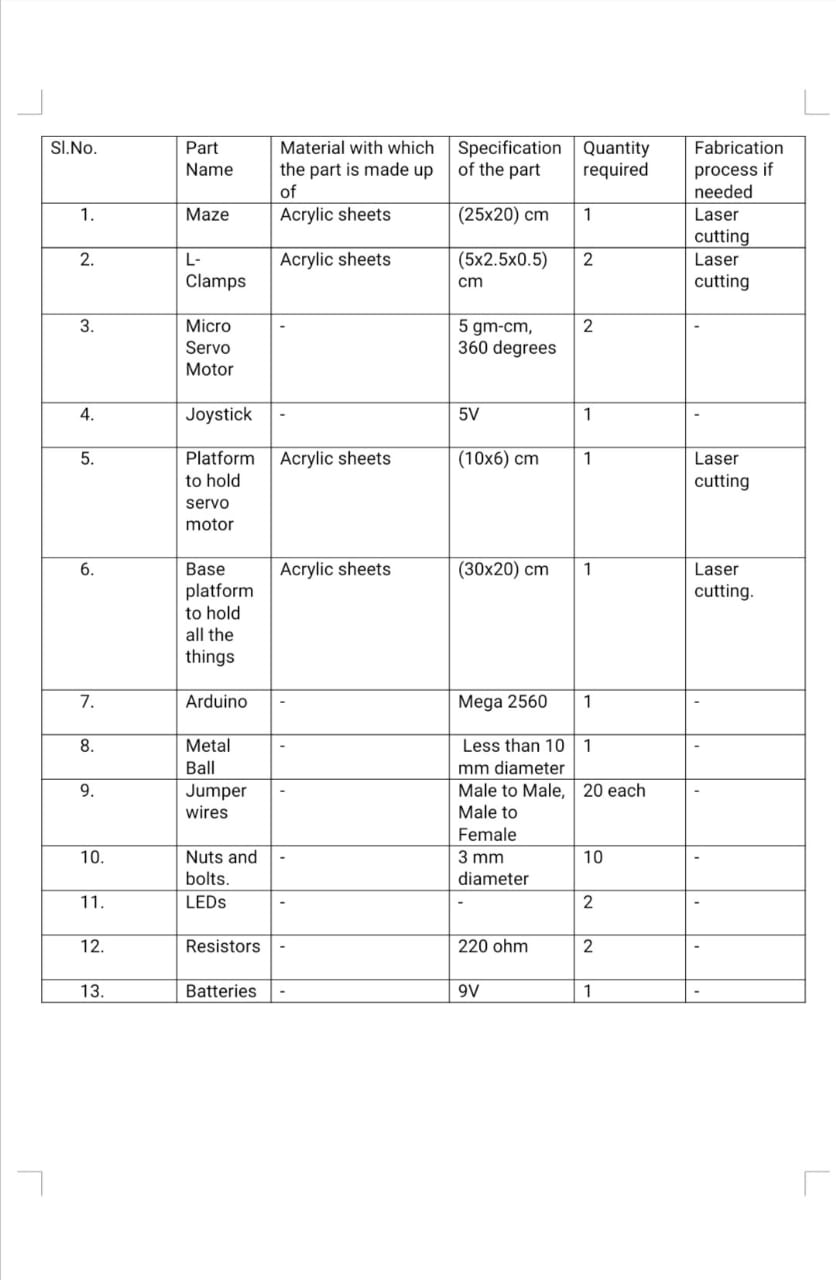 Sl.No. Part Name Material with which the part is made up of Specification of the part Quantity required Fabrication process if needed
1. Maze Acrylic sheets (25x20) cm 1 Laser cutting
2. L-Clamps Acrylic sheets (5x2.5x0.5) cm 2 Laser cutting
3. Micro Servo Motor - 5 gm-cm, 360 degrees 2 -
4. Joystick - 5V 1 -
5. Platform to hold servo motor Acrylic sheets (10x6) cm 1 Laser cutting
6. Base platform to hold all the things Acrylic sheets (30x20) cm 1 Laser cutting.
7. Arduino - Mega 2560 1 -
8. Metal Ball - Less than 10 mm diameter 1 -
9. Jumper wires - Male to Male, Male to Female 20 each -
10. Nuts and bolts. - 3 mm diameter 10 -
11. LEDs - - 2 -
12. Resistors - 220 ohm 2 -
13. Batteries - 9V 1 -